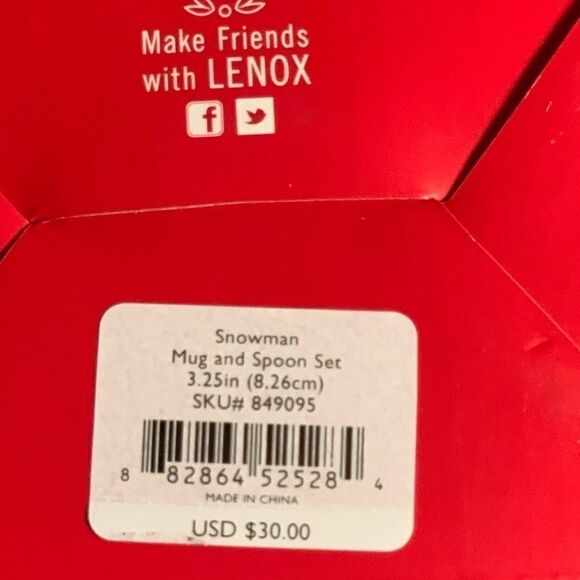 Make Friends
with LENOX
f
Snowman
Mug and Spoon Set
3.25in (8,26cm)
SKU# 849095
8 82864 52528 4
MADE IN CHINA
USD $30.00